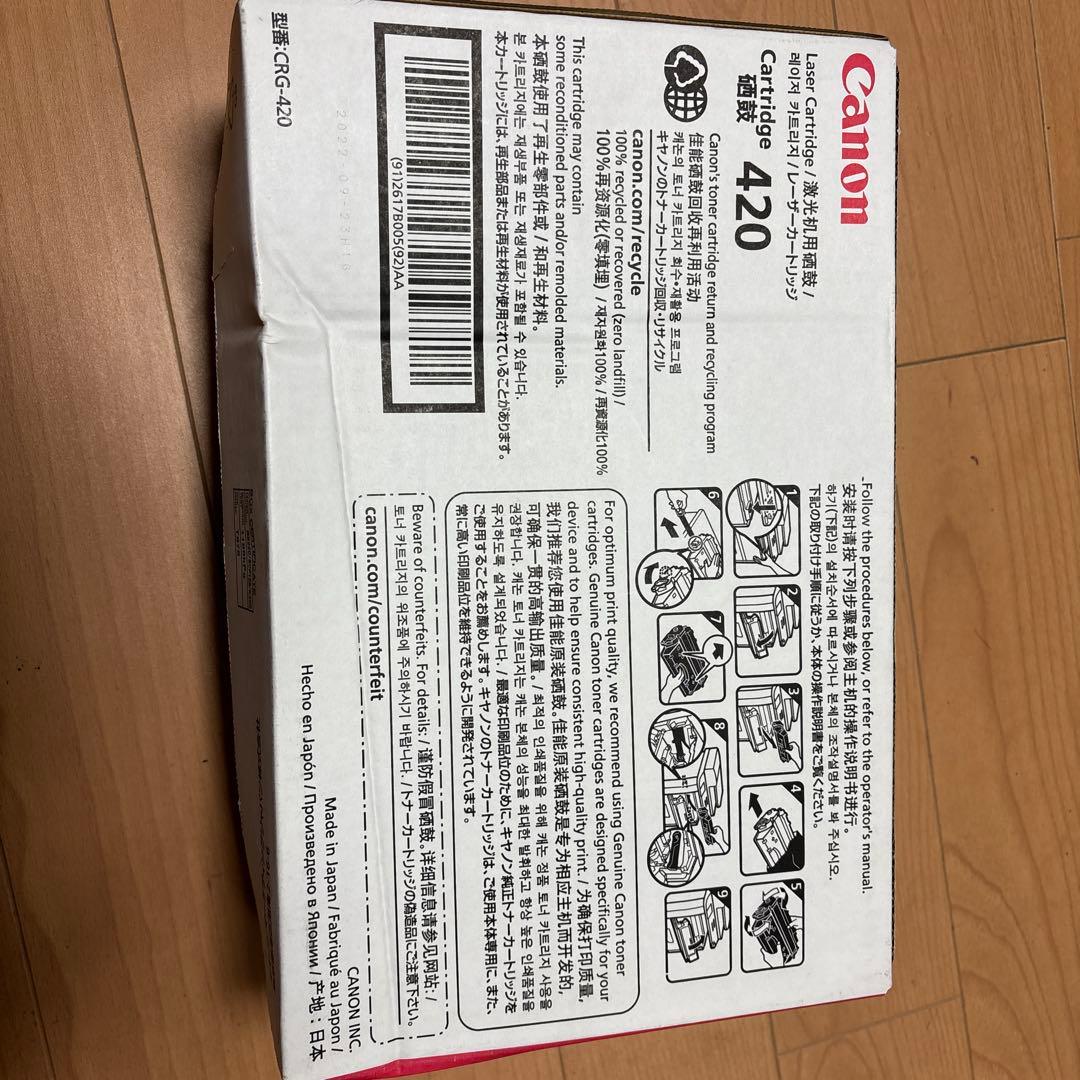 Canon
Laser Cartridge / 激光机用硒鼓 /
레이저 카트리지 / レーザーカートリッジ
Cartridge
硒鼓
420
Canon's toner cartridge return and recycling program
佳能硒鼓回收再利用活动
캐논의 토너 카트리지 회수•재활용 프로그램
キヤノンのトナーカートリッジ回収・リサイクル
canon.com/recycle
100% recycled or recovered (zero landfill) /
100%再资源化(零填埋) / 재자원화100% / 再資源化100%
This cartridge may contain
some reconditioned parts and/or remolded materials.
本硒鼓使用了再生零部件或 / 和再生材料。
본 카트리지에는 재생부품 또는 재생재료가 포함될 수 있습니다.
本カートリッジには、再生部品または再生材料が使用されていることがあります。
(91)2617B005(92)AA
2022.09-23H16
型番:CRG-420
Follow the procedures below, or refer to the operator's manual.
安装时请按下列步骤或参阅主机的操作说明书进行。
하기(下記)의 설치순서에 따르시거나 본체의 조작설명서를 봐 주십시오.
下記の取り付け手順に従うか、本体の操作説明書をご覧ください。
1
2
3
4
5
6
7
8
9
For optimum print quality, we recommend using Genuine Canon toner
cartridges. Genuine Canon toner cartridges are designed specifically for your
device and to help ensure consistent high-quality print. / 为确保打印质量,
我们推荐您使用佳能原装硒鼓。佳能原装硒鼓是专为相应主机而开发的,
可确保一贯的高输出质量。/ 최적의 인쇄품질을 위해 캐논 정품 토너 카트리지 사용을
권장합니다. 캐논 토너 카트리지는 캐논 본체의 성능을 최대한 발휘하고 항상 높은 인쇄품질을
유지하도록 설계되었습니다. / 最適な印刷品位のために、キヤノン純正トナーカートリッジを
ご使用することをお薦めします。キヤノンのトナーカートリッジは、ご使用本体専用に、また、
常に高い印刷品位を維持できるように開発されています。
Beware of counterfeits. For details: / 谨防假冒硒鼓。详细信息请参见网站: /
토너 카트리지의 위조품에 주의하시기 바랍니다. / トナーカートリッジの偽造品にご注意下さい。
canon.com/counterfeit
CANON INC.
Made in Japan / Fabriqué au Japon /
Hecho en Japón / Произведено в Японии / 产地：日本